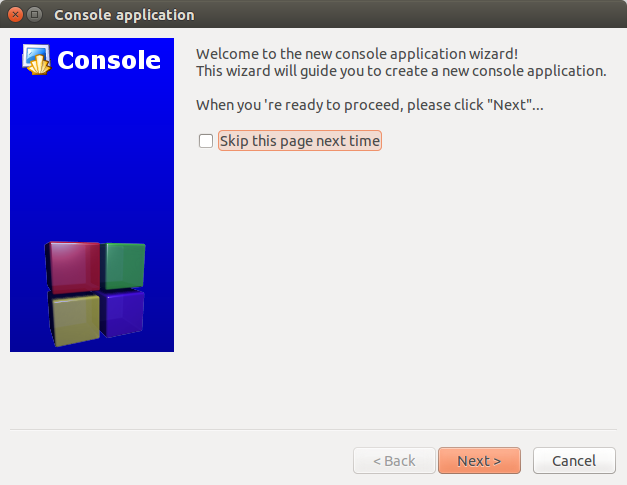 Console application
Console
Welcome to the new console application wizard!
This wizard will guide you to create a new console application.
When you 're ready to proceed, please click "Next"...
Skip this page next time
< Back
Next >
Cancel